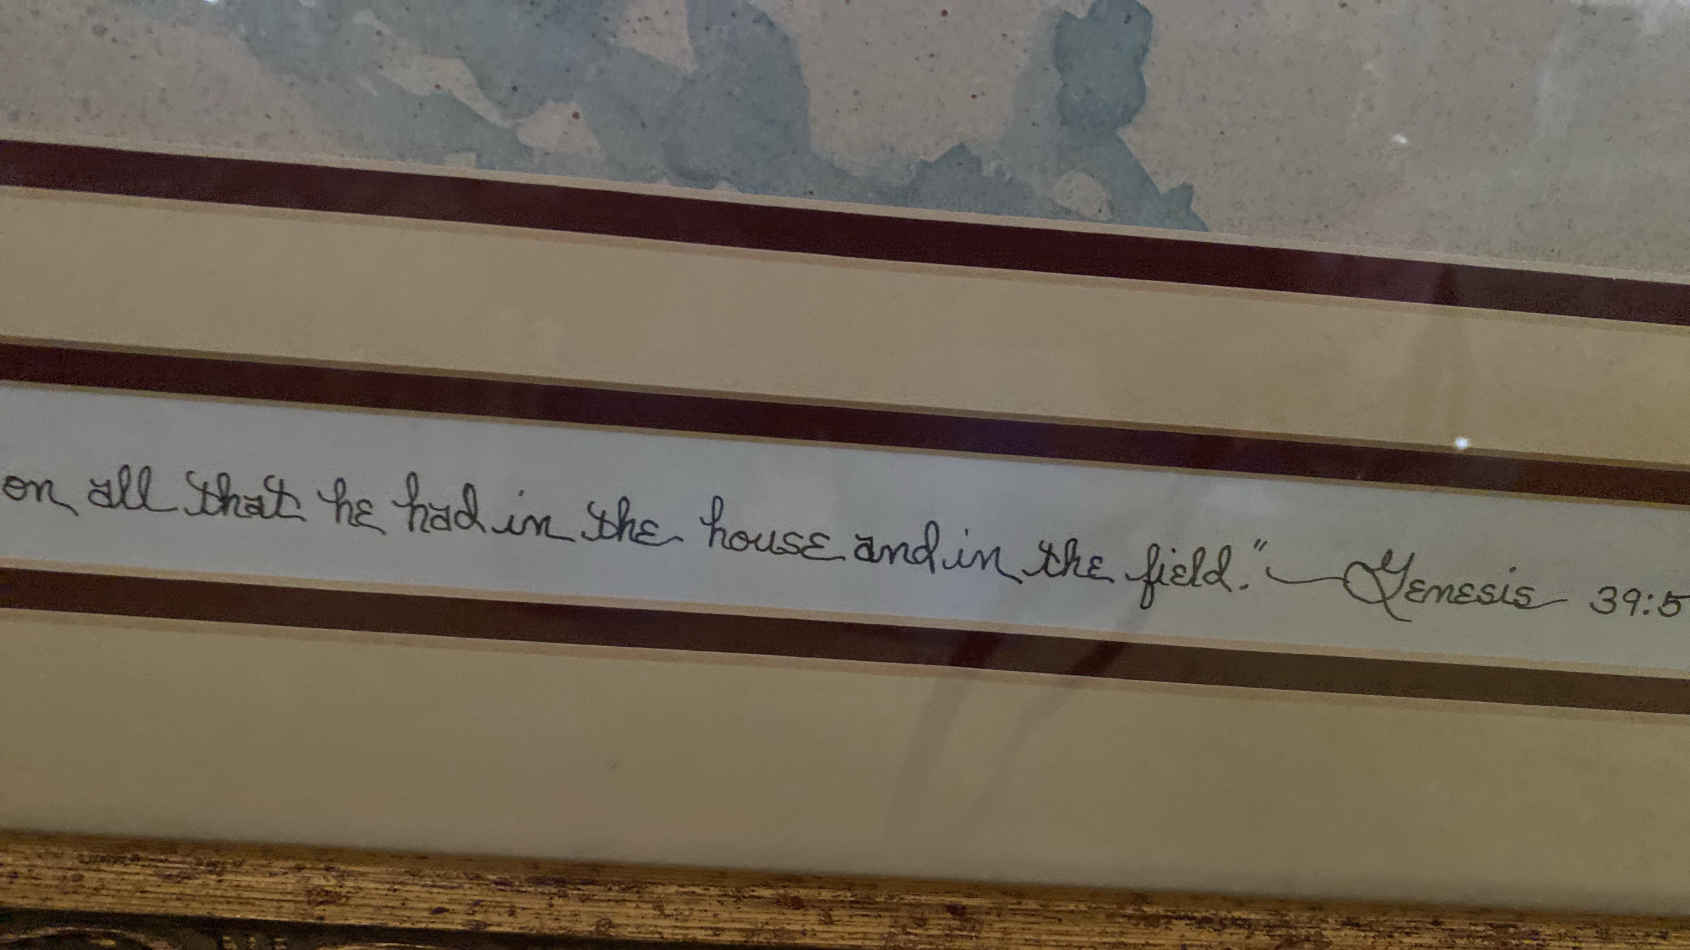 on all that he had in the house and in the field."—Genesis 39:5